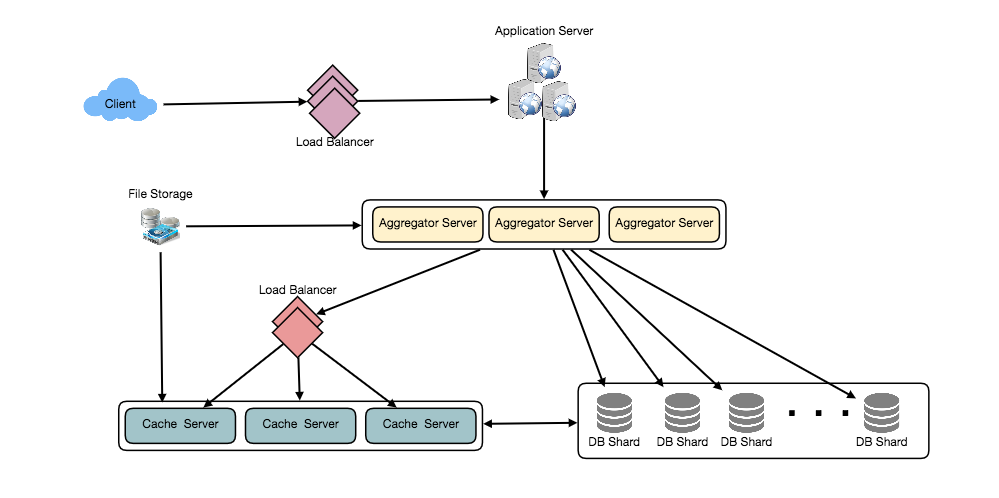 Application Server
Client
Load Balancer
File Storage
Aggregator Server
Aggregator Server
Aggregator Server
Load Balancer
Cache Server
Cache Server
Cache Server
DB Shard
DB Shard
DB Shard
DB Shard